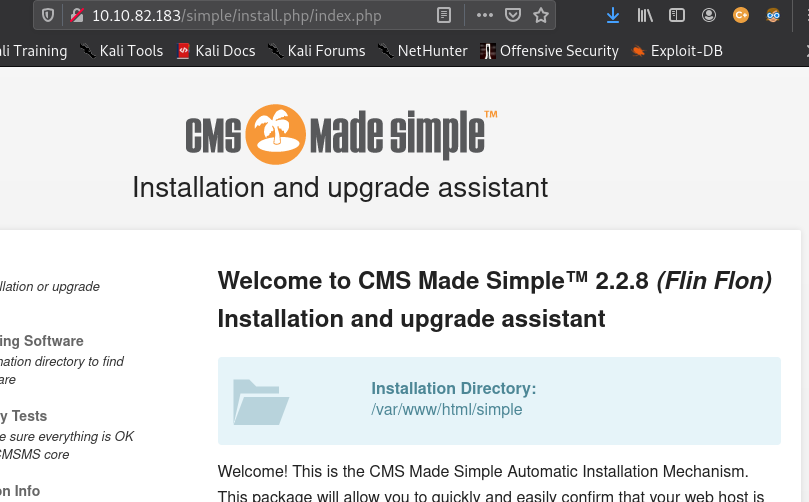 10.10.82.183/simple/install.php/index.php
ali Training Kali Tools Kali Docs Kali Forums NetHunter Offensive Security Exploit-DB
CMS Made Simple™
Installation and upgrade assistant
llation or upgrade
ing Software
nation directory to find
are
y Tests
e sure everything is OK
CMSMS core
on Info
Welcome to CMS Made Simple™ 2.2.8 (Flin Flon)
Installation and upgrade assistant
Installation Directory:
/var/www/html/simple
Welcome! This is the CMS Made Simple Automatic Installation Mechanism.
This package will allow you to quickly and easily confirm that your web host is